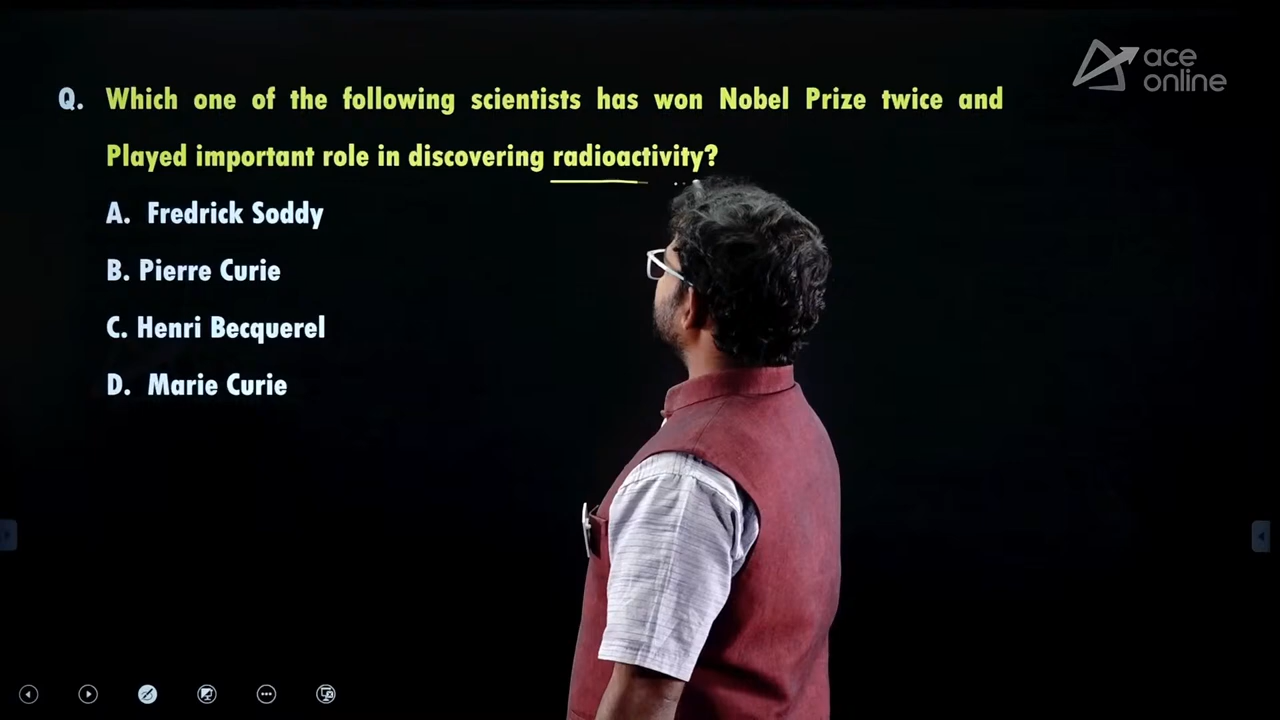 ace
online
Q. Which one of the following scientists has won Nobel Prize twice and
Played important role in discovering radioactivity?
A. Fredrick Soddy
B. Pierre Curie
C. Henri Becquerel
D. Marie Curie